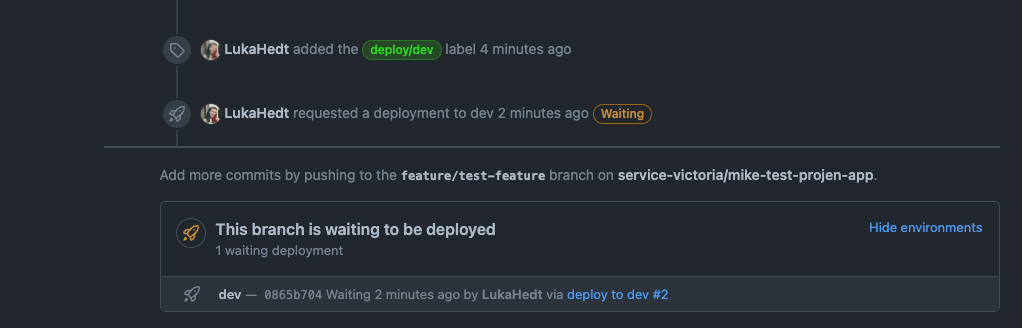 LukaHedt added the deploy/dev label 4 minutes ago
LukaHedt requested a deployment to dev 2 minutes ago Waiting
Add more commits by pushing to the feature/test-feature branch on service-victoria/mike-test-projen-app.
This branch is waiting to be deployed
Hide environments
1 waiting deployment
dev — 0865b704 Waiting 2 minutes ago by LukaHedt via deploy to dev #2